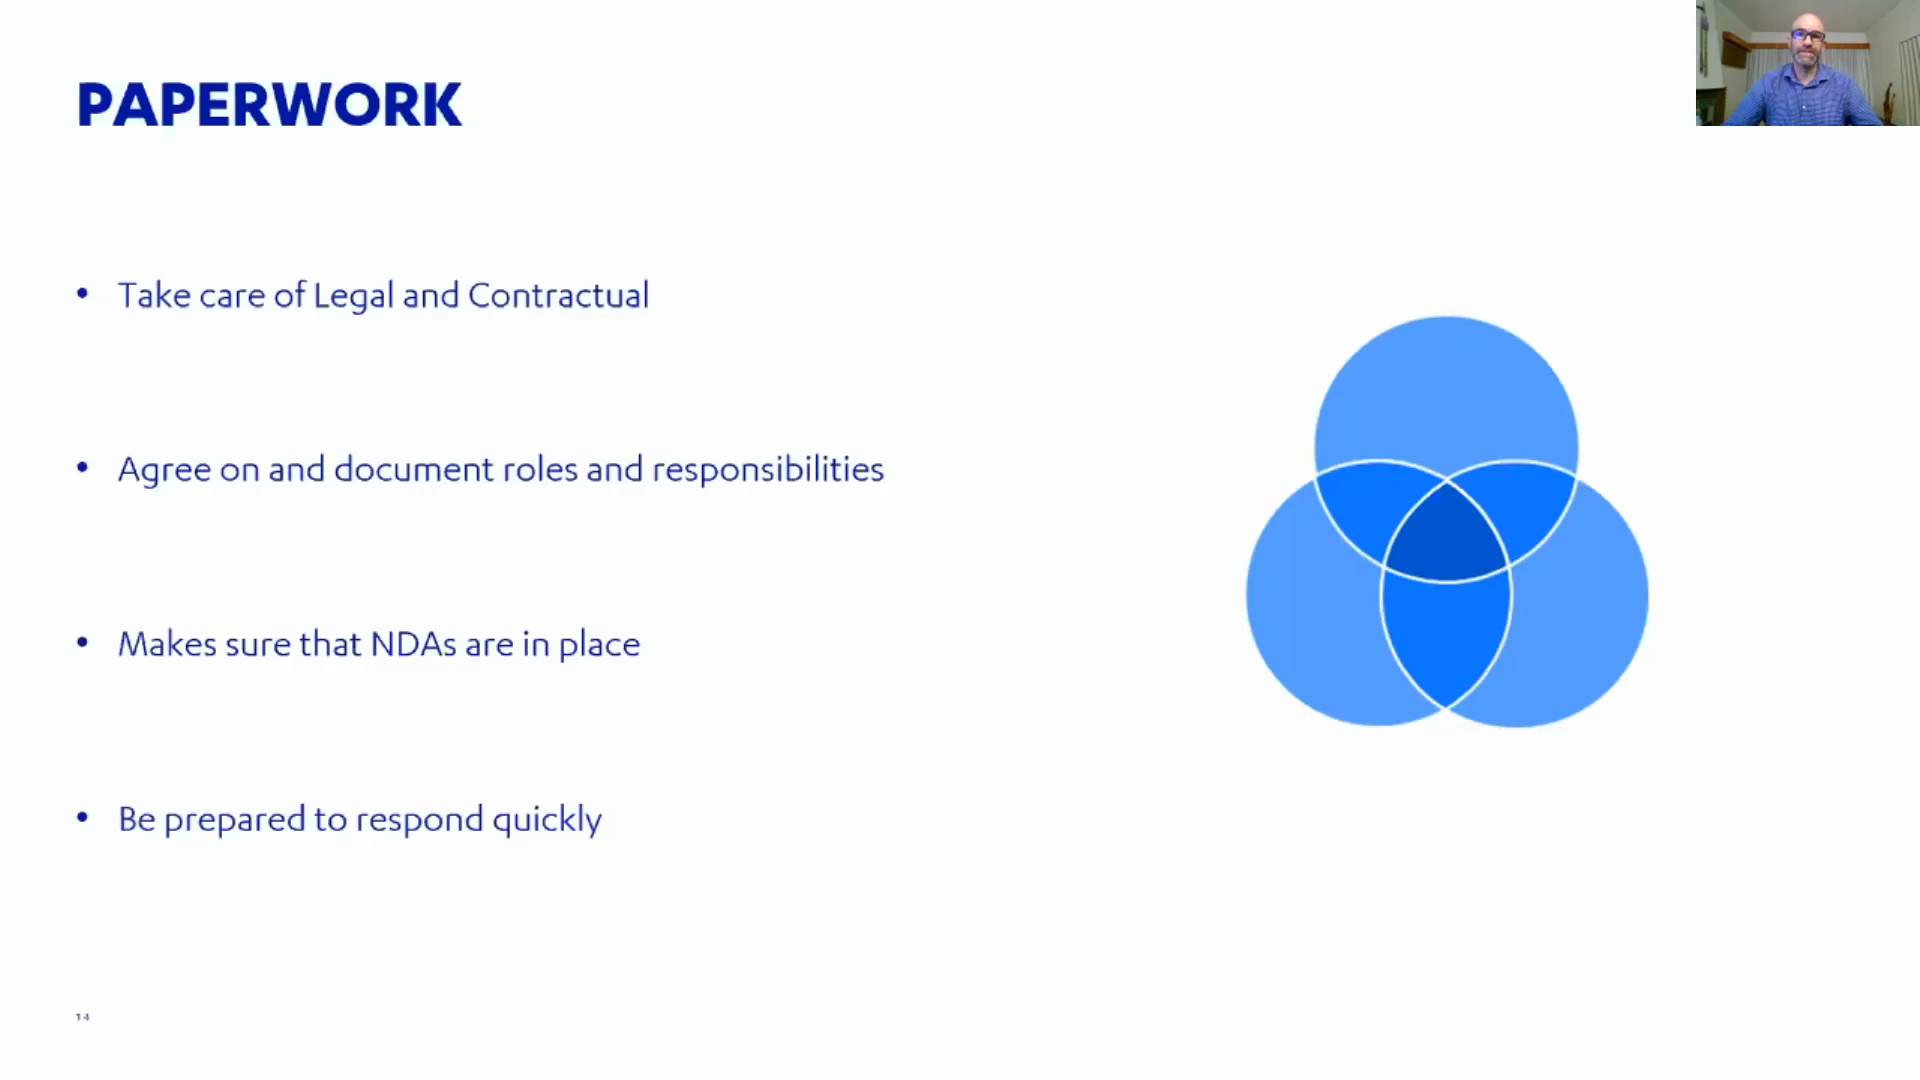 PAPERWORK
• Take care of Legal and Contractual
• Agree on and document roles and responsibilities
• Makes sure that NDAs are in place
• Be prepared to respond quickly
14